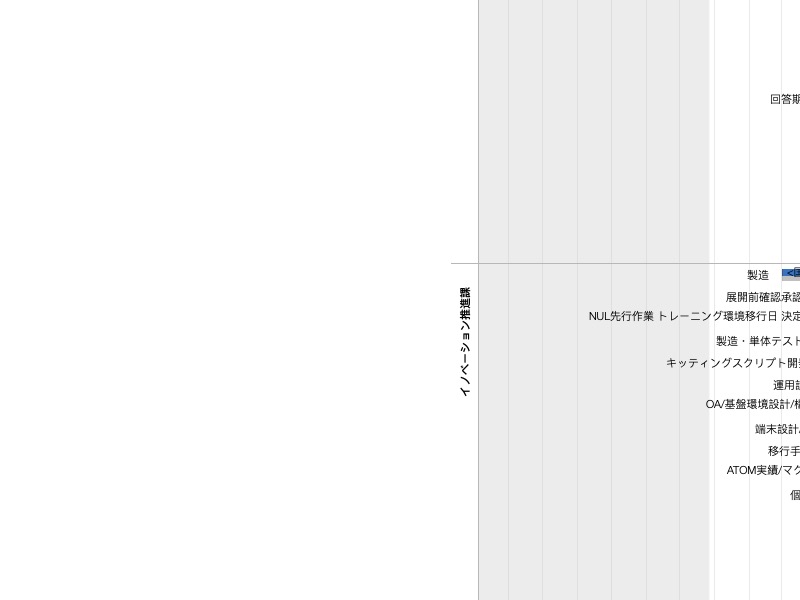 回答期
イノベーション推進課
製造
展開前確認承認
NUL先行作業 トレーニング環境移行日 決定
製造・単体テスト
キッティングスクリプト開発
運用設
OA/基盤環境設計/
端末設計
移行手
ATOM実績/マク
個